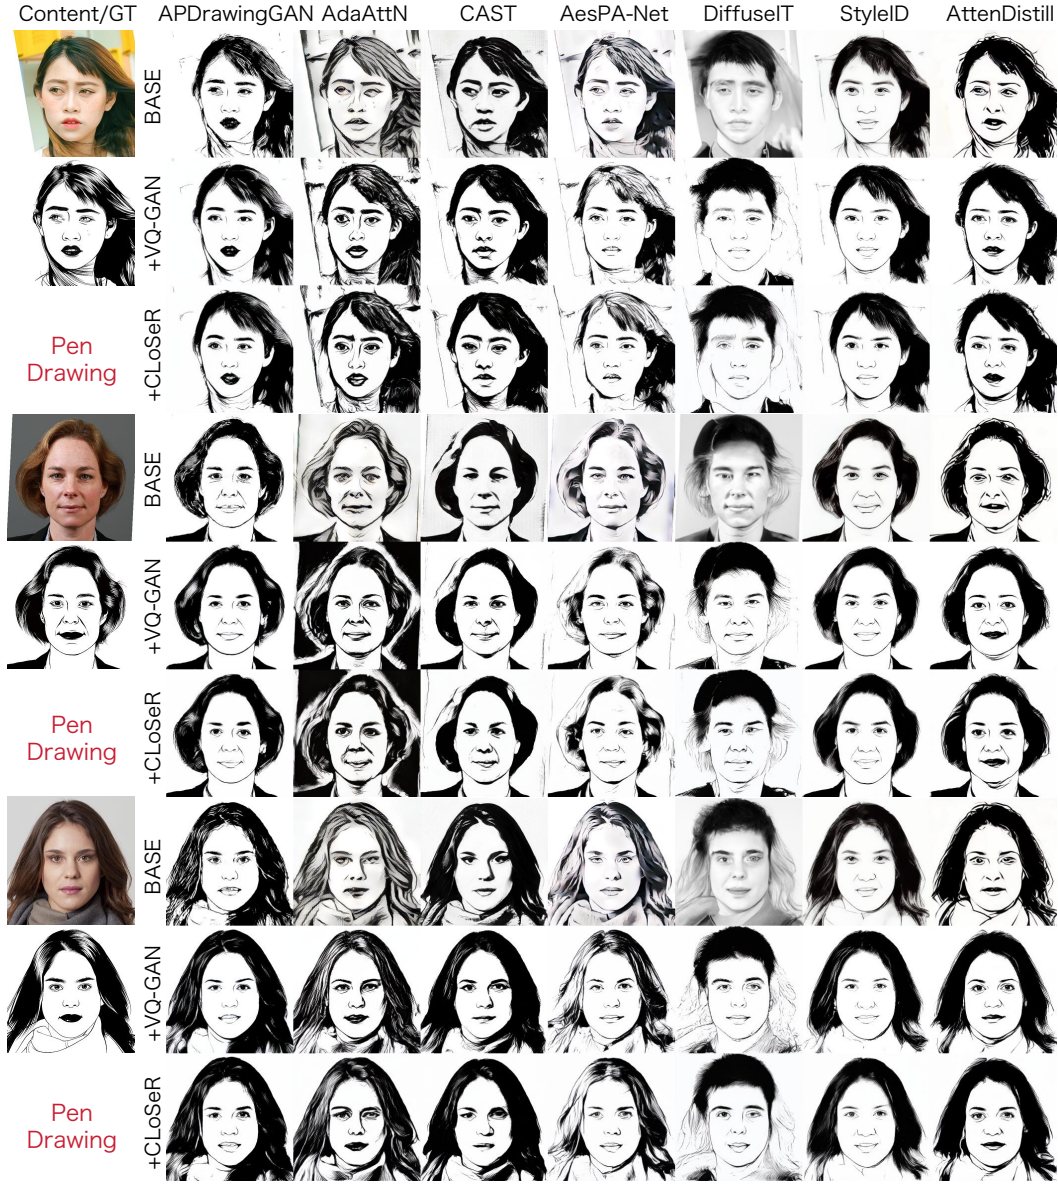 Content/GT APDrawingGAN AdaAttN CAST AesPA-Net DiffuseIT StyleID AttenDistill
BASE
+VQ-GAN
Pen
Drawing
+CLoSeR
BASE
+VQ-GAN
Pen
Drawing
+CLoSeR
BASE
+VQ-GAN
Pen
Drawing
+CLoSeR